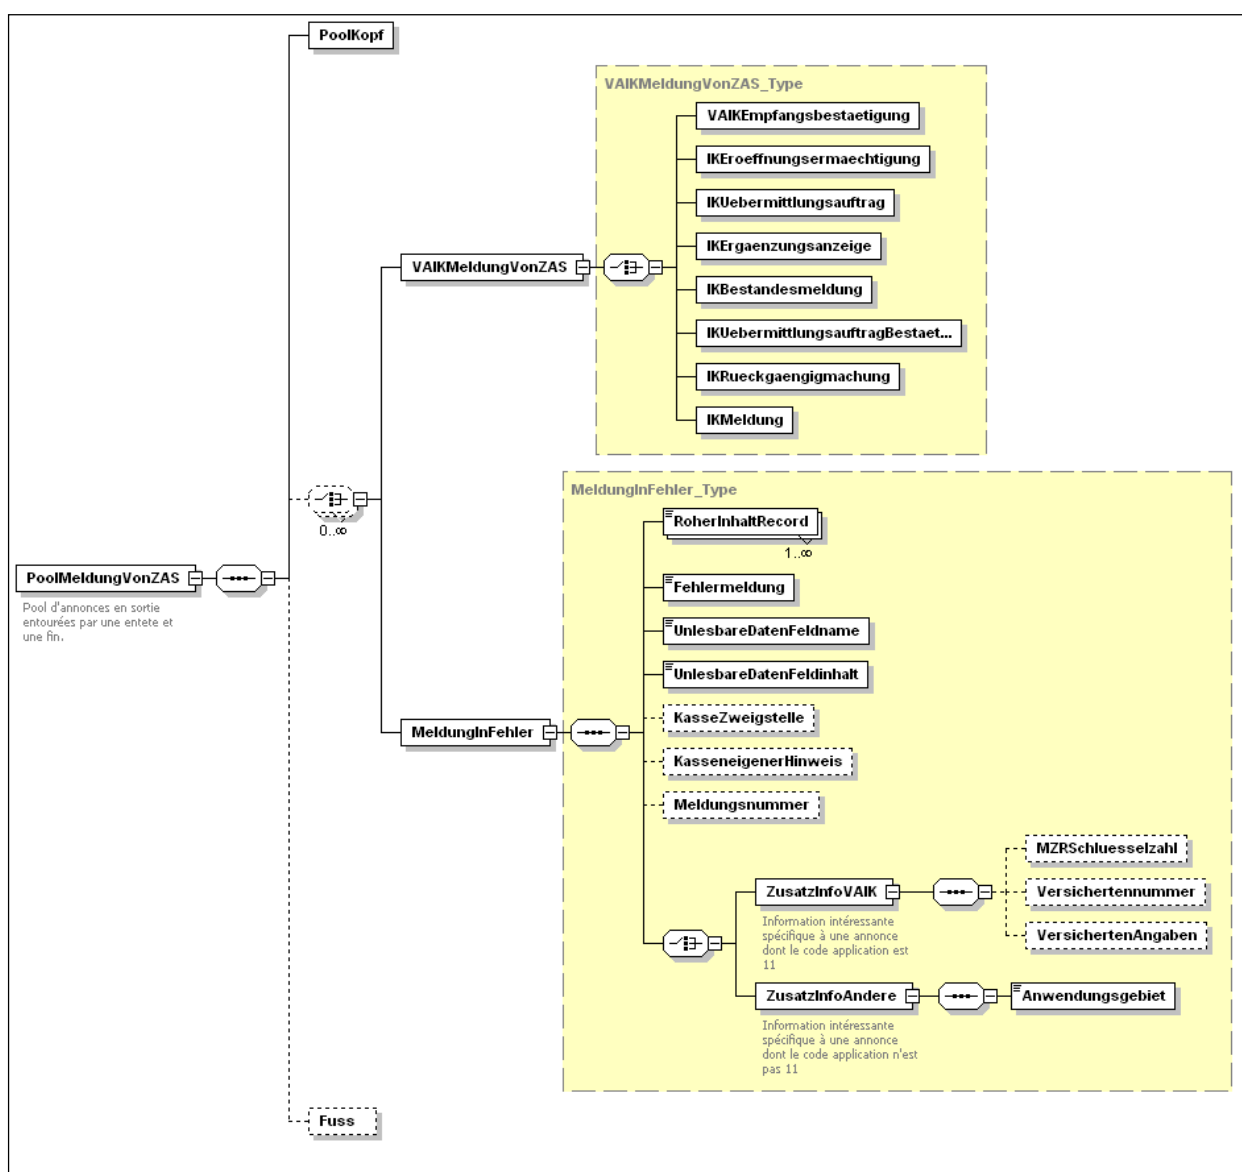 PoolKopf
VAIKMeldungVonZAS_Type
VAIKEmpfangsbestaetigung
IKEroeffnungsermaechtigung
IKUebermittlungsauftrag
IKErgaenzungsanzeige
VAIKMeldungVonZAS
IKBestandesmeldung
IKUebermittlungsauftragBestaet...
IKRueckgaengigmachung
IKMeldung
MeldungInFehler_Type
0..∞
RoherInhaltRecord
1..∞
PoolMeldungVonZAS
Pool d'annonces en sortie
entourées par une entete et
une fin.
Fehlermeldung
UnlesbareDatenFeldname
UnlesbareDatenFeldinhalt
KasseZweigstelle
MeldungInFehler
KasseneigenerHinweis
Meldungsnummer
MZRSchluesselzahl
ZusatzInfoVAIK
Versichertennummer
Information intéressante
spécifique à une annonce
dont le code application est
11
VersichertenAngaben
ZusatzInfoAndere
Anwendungsgebiet
Information intéressante
spécifique à une annonce
dont le code application n'est
pas 11
Fuss